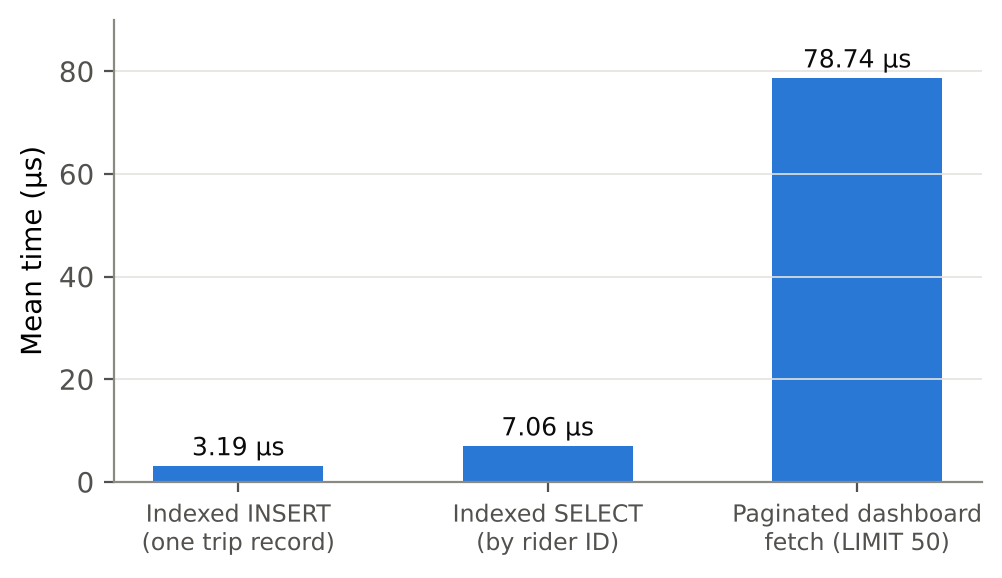 Mean time (µs)
80
60
40
20
0
3.19 µs
7.06 µs
78.74 µs
Indexed INSERT
(one trip record)
Indexed SELECT
(by rider ID)
Paginated dashboard
fetch (LIMIT 50)